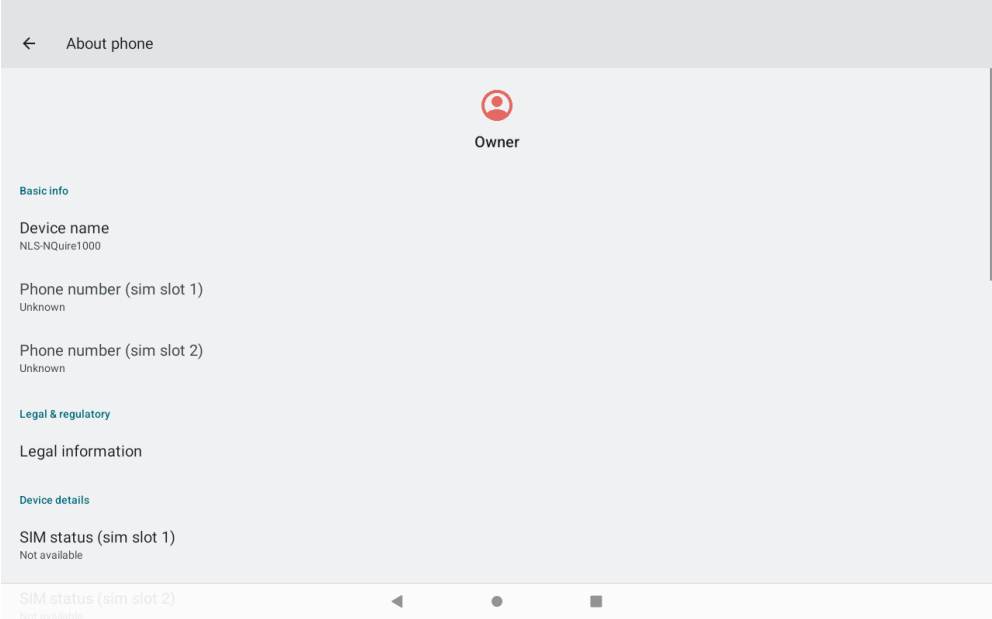 About phone
Owner
Basic info
Device name
NLS-NQuire1000
Phone number (sim slot 1)
Unknown
Phone number (sim slot 2)
Unknown
Legal & regulatory
Legal information
Device details
SIM status (sim slot 1)
Not available
SIM status (sim slot 2)
Not available